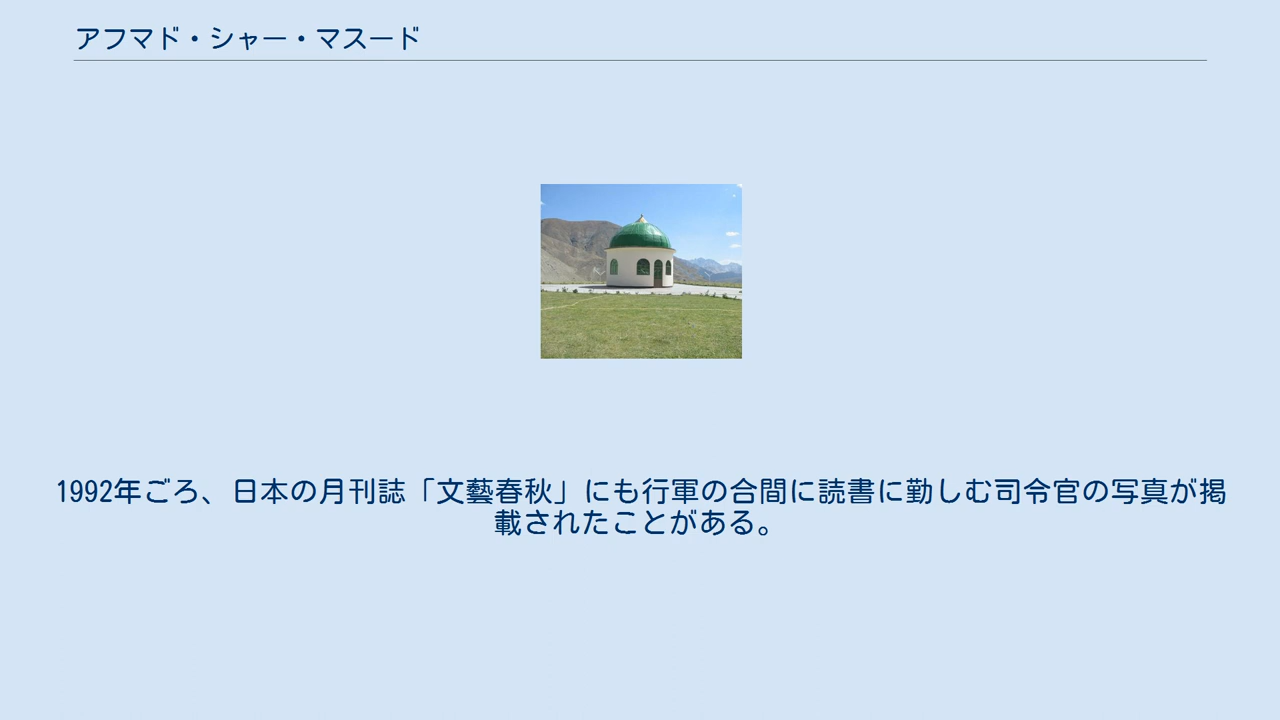 アフマド・シャー・マスード
1992年ごろ、日本の月刊誌「文藝春秋」にも行軍の合間に読書に勤しむ司令官の写真が掲
載されたことがある。